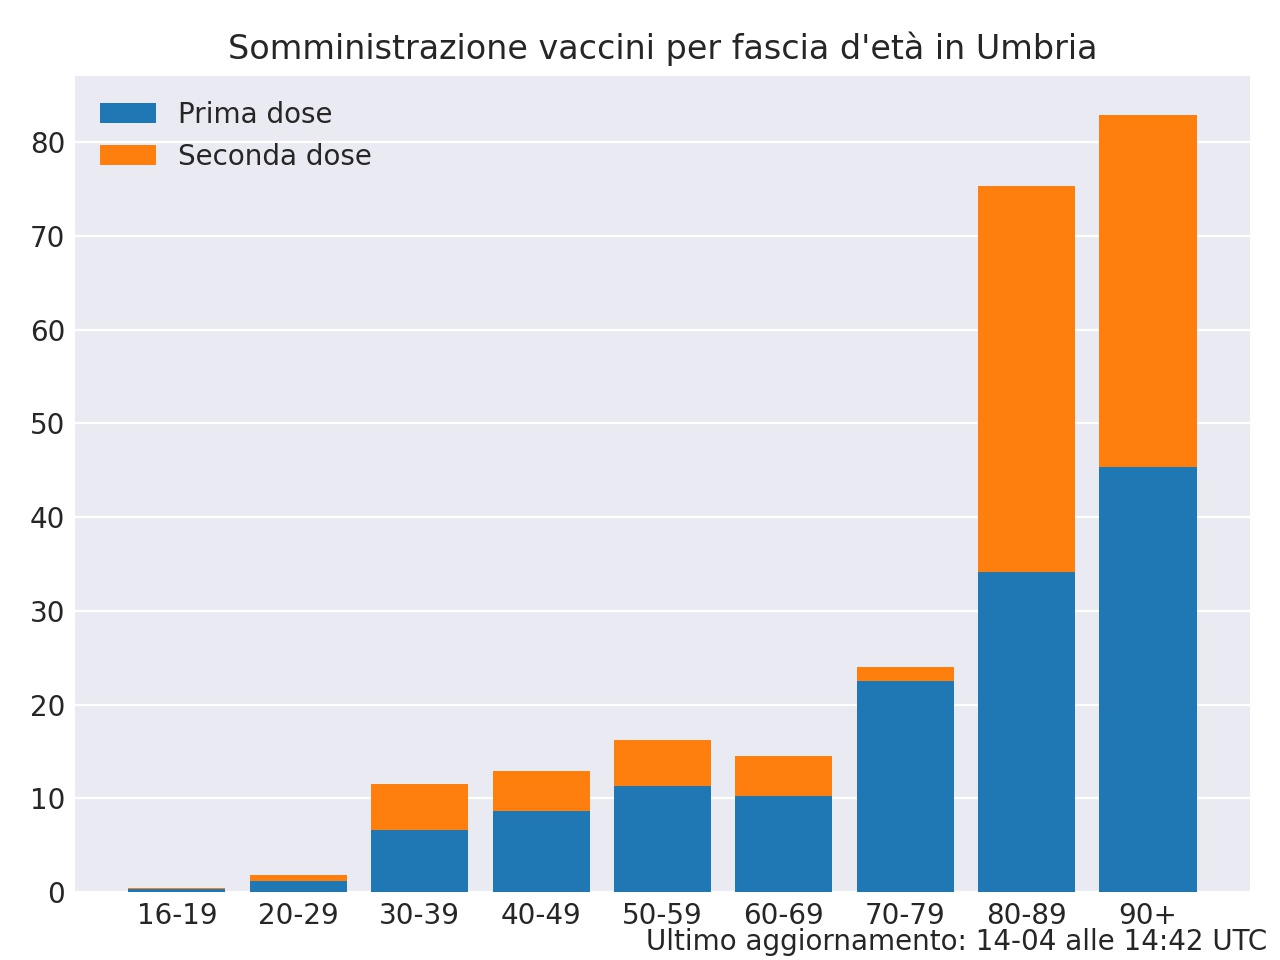 Somministrazione vaccini per fascia d'età in Umbria
Prima dose
Seconda dose
80
70
60
50
40
30
20
10
0
16-19 20-29 30-39 40-49 50-59 60-69 70-79 80-89 90+
Ultimo aggiornamento: 14-04 alle 14:42 UTC